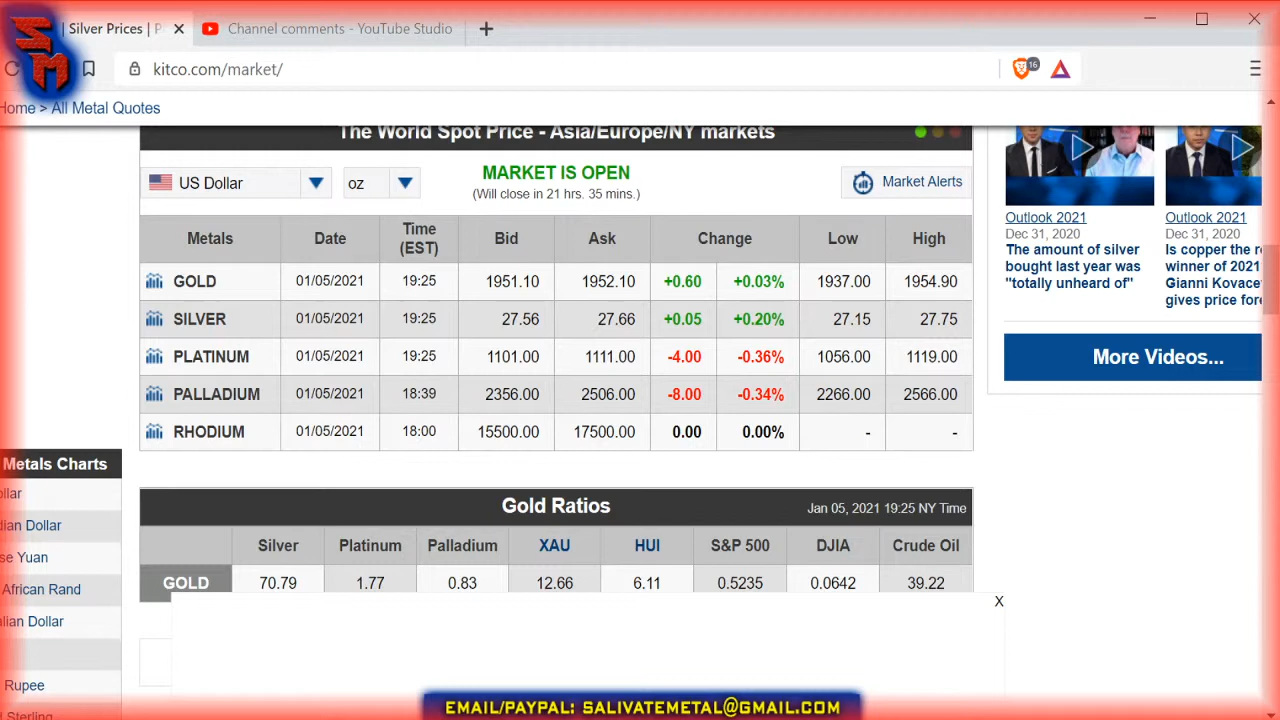 SM
Silver Prices | P
Channel comments - YouTube Studio
kitco.com/market/
16
Home > All Metal Quotes
The World Spot Price - Asia/Europe/NY markets
US Dollar
oz
MARKET IS OPEN
(Will close in 21 hrs. 35 mins.)
Market Alerts
Metals Date Time (EST) Bid Ask Change Low High
GOLD 01/05/2021 19:25 1951.10 1952.10 +0.60 +0.03% 1937.00 1954.90
SILVER 01/05/2021 19:25 27.56 27.66 +0.05 +0.20% 27.15 27.75
PLATINUM 01/05/2021 19:25 1101.00 1111.00 -4.00 -0.36% 1056.00 1119.00
PALLADIUM 01/05/2021 18:39 2356.00 2506.00 -8.00 -0.34% 2266.00 2566.00
RHODIUM 01/05/2021 18:00 15500.00 17500.00 0.00 0.00% - -
Outlook 2021
Dec 31, 2020
The amount of silver
bought last year was
"totally unheard of"
Outlook 2021
Dec 31, 2020
Is copper the re
winner of 2021
Gianni Kovace
gives price fore
More Videos...
Metals Charts
ollar
dian Dollar
se Yuan
African Rand
alian Dollar
Rupee
d Sterling
Gold Ratios
Jan 05, 2021 19:25 NY Time
Silver Platinum Palladium XAU HUI S&P 500 DJIA Crude Oil
GOLD 70.79 1.77 0.83 12.66 6.11 0.5235 0.0642 39.22
X
EMAIL/PAYPAL: SALIVATEMETAL@GMAIL.COM